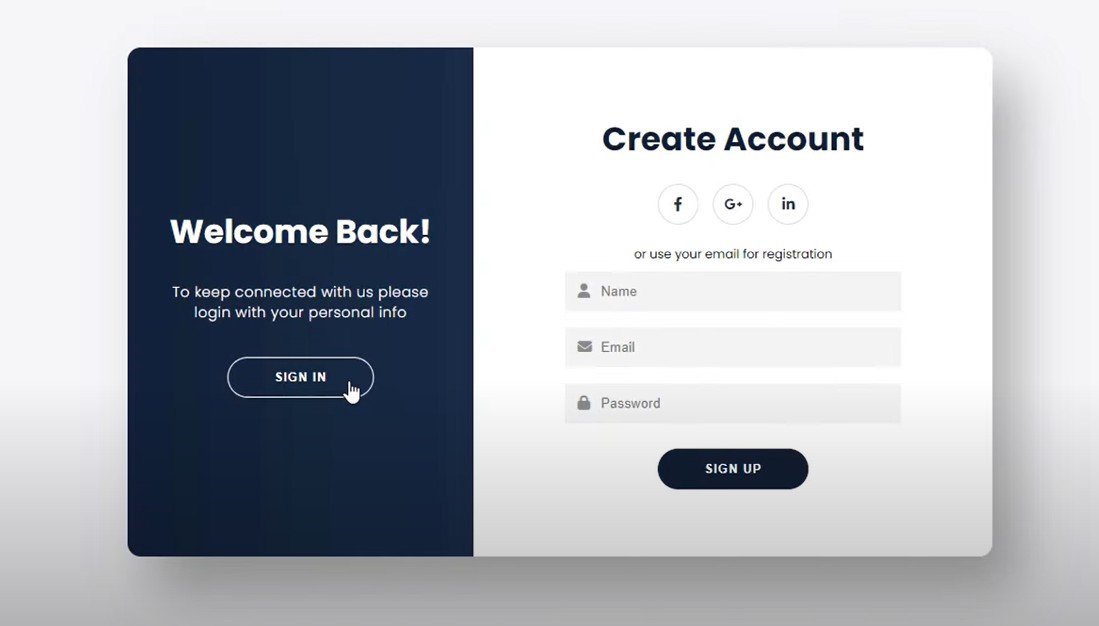 Welcome Back!
To keep connected with us please
login with your personal info
SIGN IN
Create Account
f
G+
in
or use your email for registration
Name
Email
Password
SIGN UP